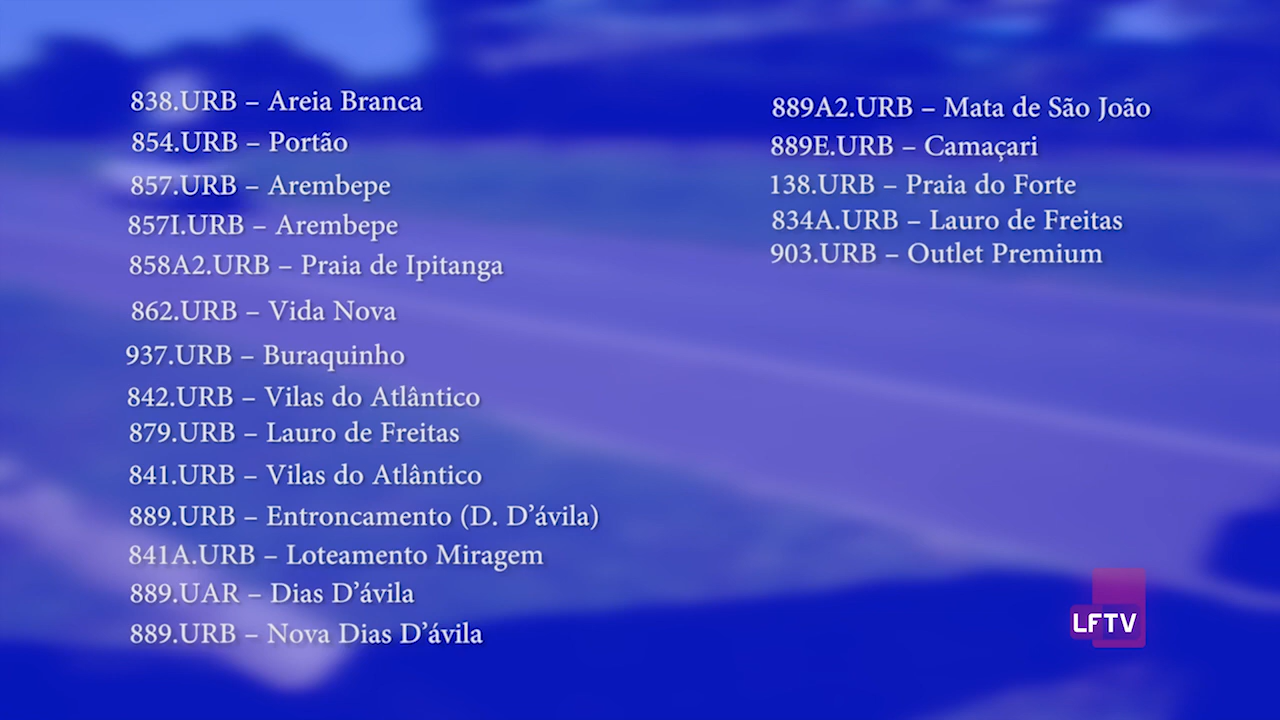 838.URB – Areia Branca
854.URB – Portão
857.URB – Arembepe
857I.URB – Arembepe
858A2.URB – Praia de Ipitanga
862.URB – Vida Nova
937.URB – Buraquinho
842.URB – Vilas do Atlântico
879.URB – Lauro de Freitas
841.URB – Vilas do Atlântico
889.URB – Entroncamento (D. D’ávila)
841A.URB – Loteamento Miragem
889.UAR – Dias D’ávila
889.URB – Nova Dias D’ávila
889A2.URB – Mata de São João
889E.URB – Camaçari
138.URB – Praia do Forte
834A.URB – Lauro de Freitas
903.URB – Outlet Premium
LFTV